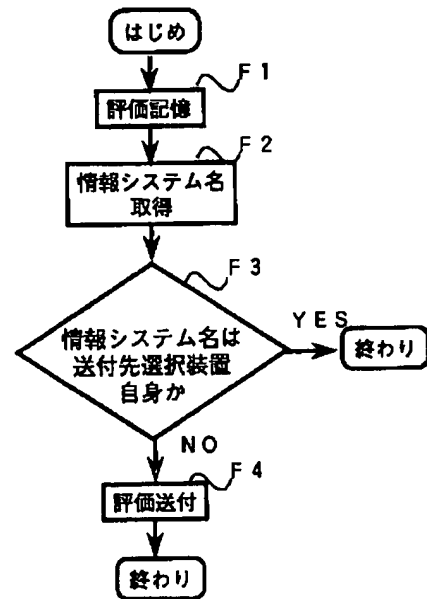 はじめ
F1
評価記憶
F2
情報システム名
取得
F3
情報システム名は
送付先選択装置
自身か
YES
終わり
NO
F4
評価送付
終わり